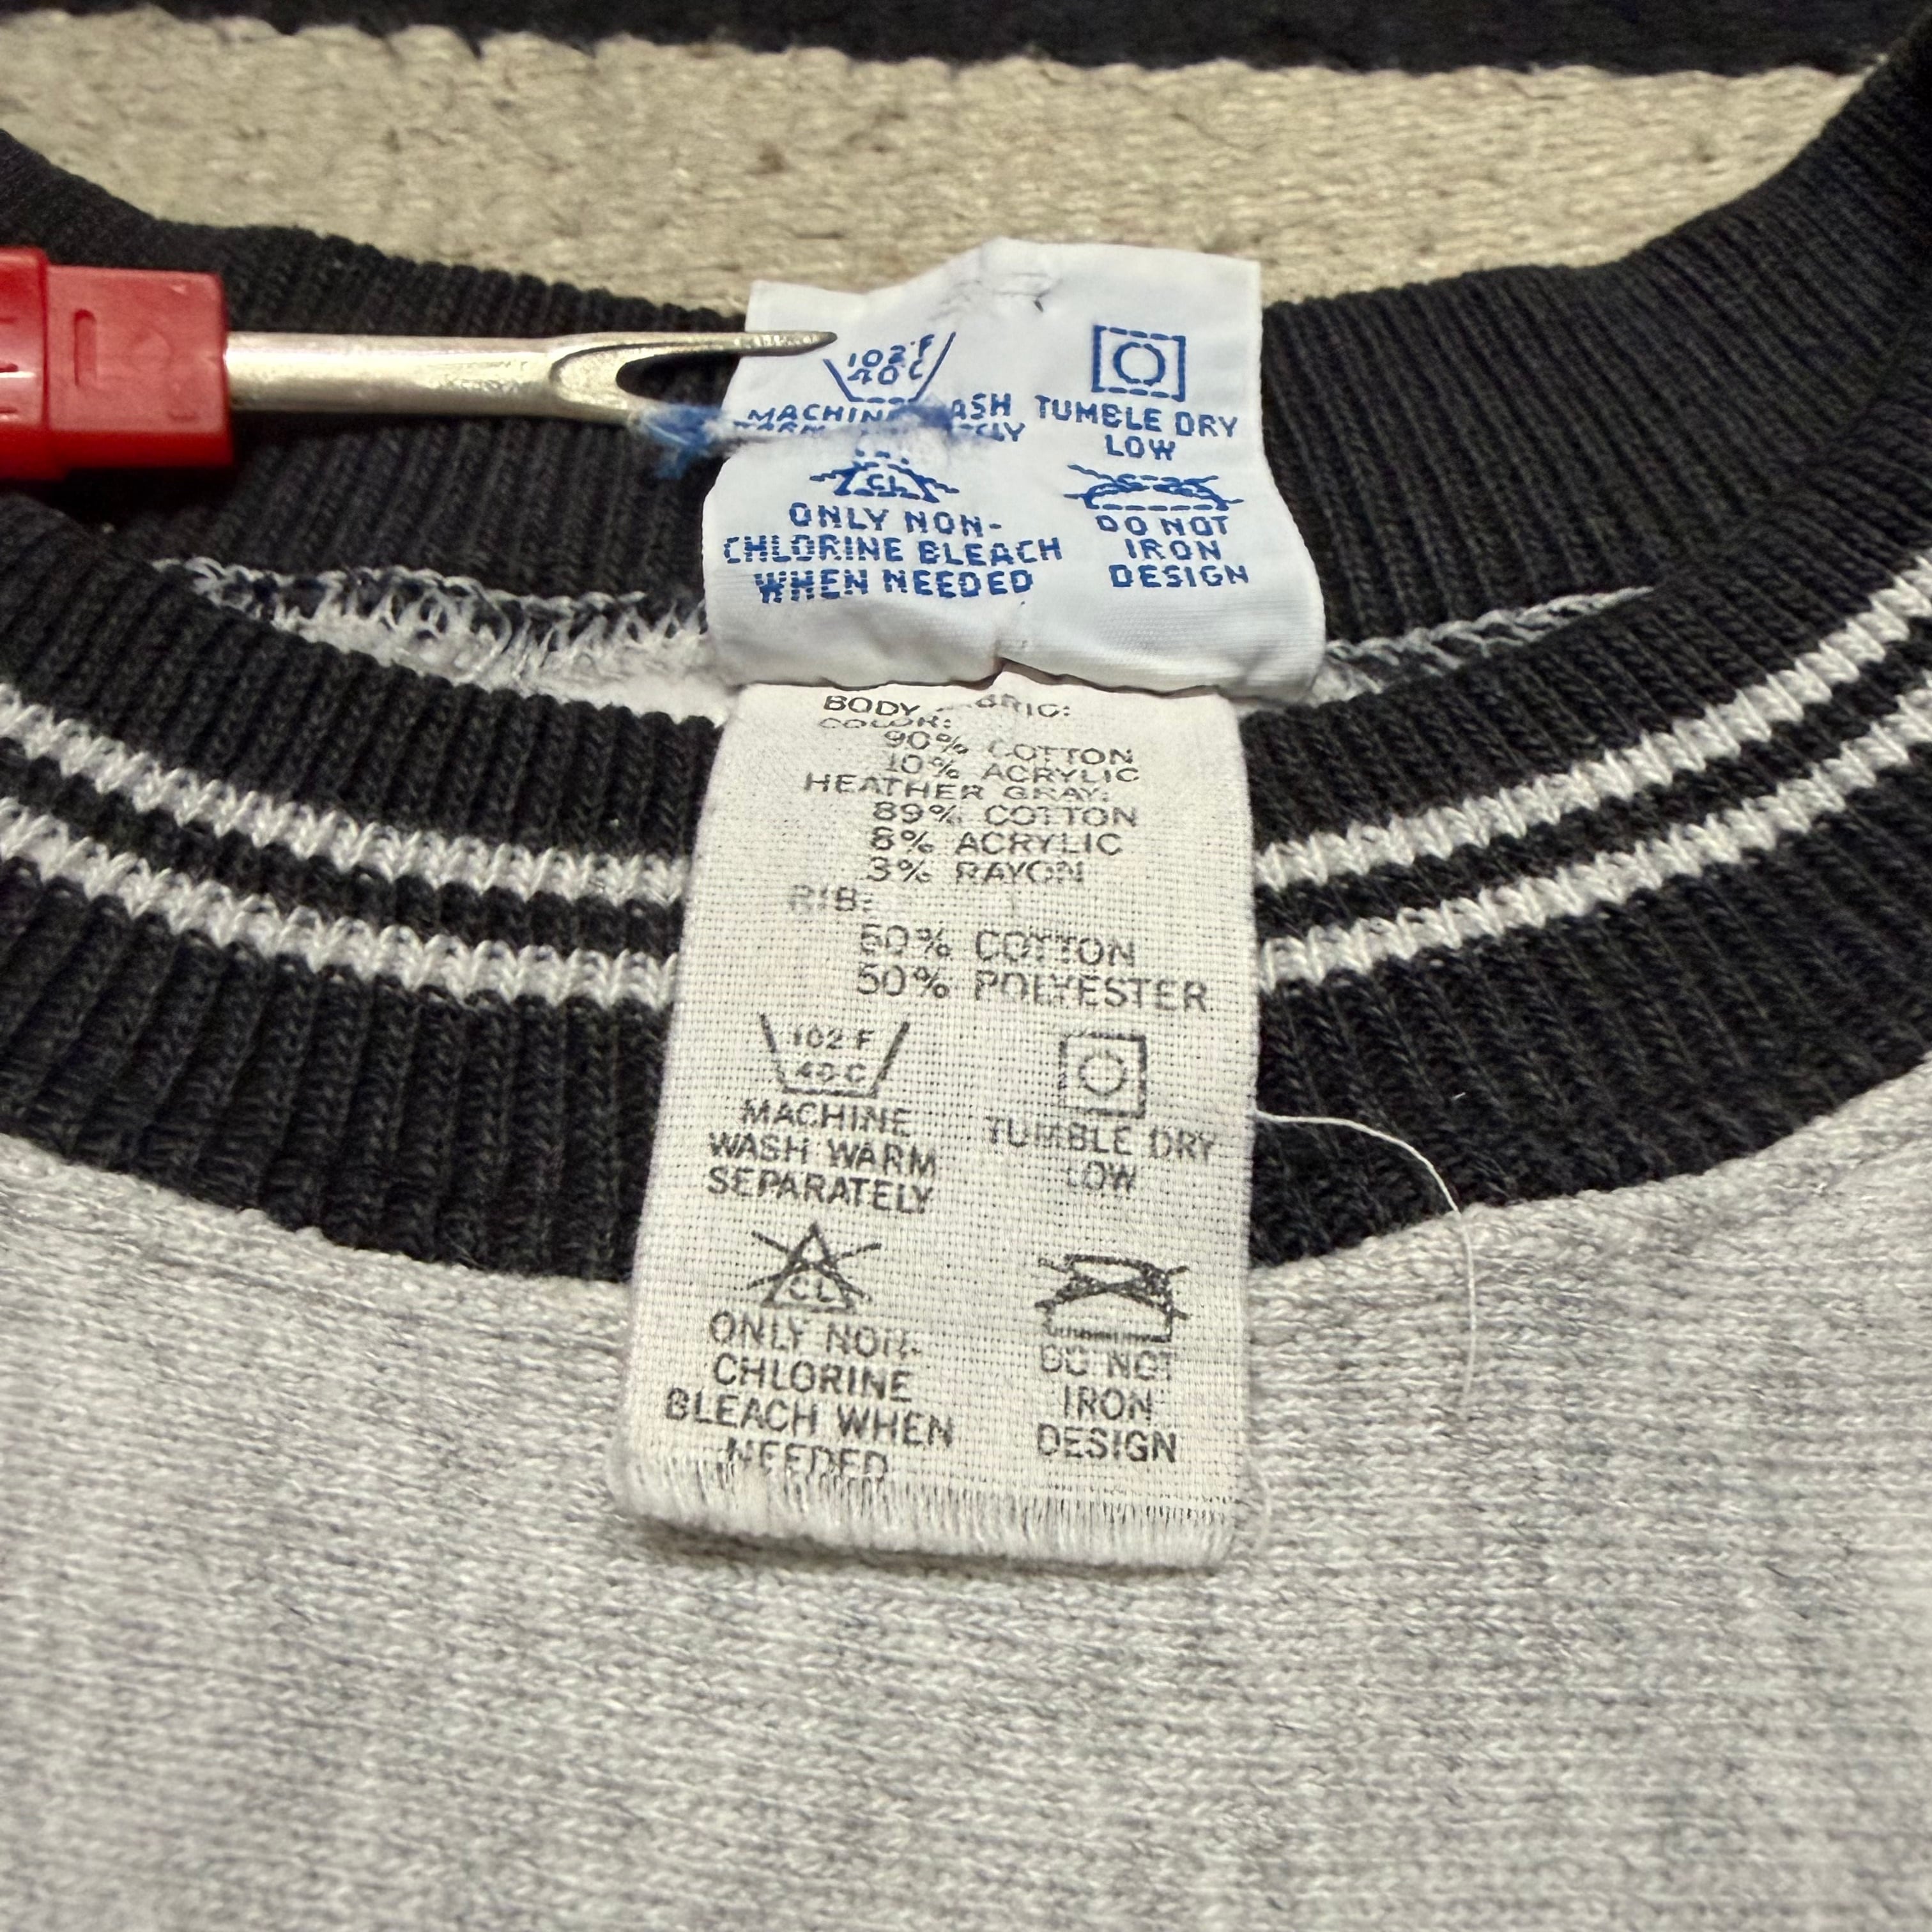 102°F
40°C
MACHINE WASH
TUMBLE DRY
LOW
CL
ONLY NON-
CHLORINE BLEACH
WHEN NEEDED
DO NOT
IRON
DESIGN
BODY FABRIC:
COLOR:
90% COTTON
10% ACRYLIC
HEATHER GRAY:
89% COTTON
8% ACRYLIC
3% RAYON
RIB:
50% COTTON
50% POLYESTER
102 F
40 C
MACHINE
WASH WARM
SEPARATELY
TUMBLE DRY
LOW
CL
ONLY NON-
CHLORINE
BLEACH WHEN
NEEDED
DO NOT
IRON
DESIGN